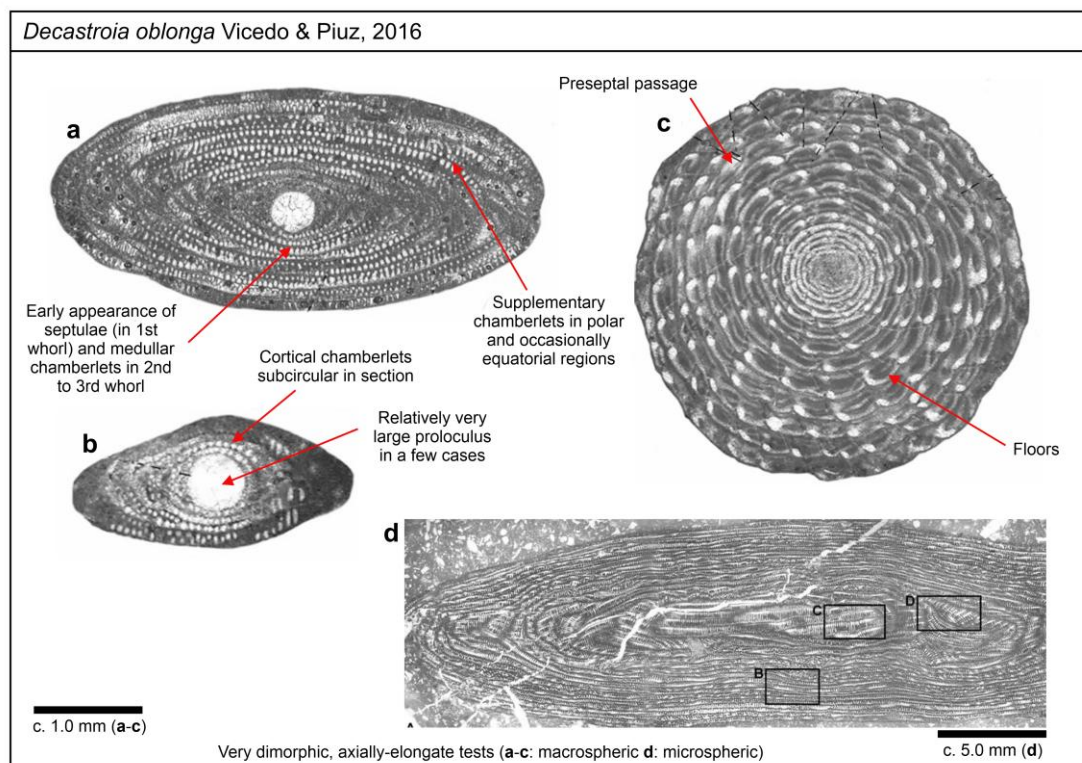 Decastroia oblonga Vicedo & Piuz, 2016
a
Preseptal passage
c
Early appearance of
septulae (in 1st
whorl) and medullar
chamberlets in 2nd
to 3rd whorl
Supplementary
chamberlets in polar
and occasionally
equatorial regions
Cortical chamberlets
subcircular in section
b
Relatively very
large proloculus
in a few cases
Floors
d
C
D
B
A
c. 1.0 mm (a-c)
c. 5.0 mm (d)
Very dimorphic, axially-elongate tests (a-c: macrospheric d: microspheric)